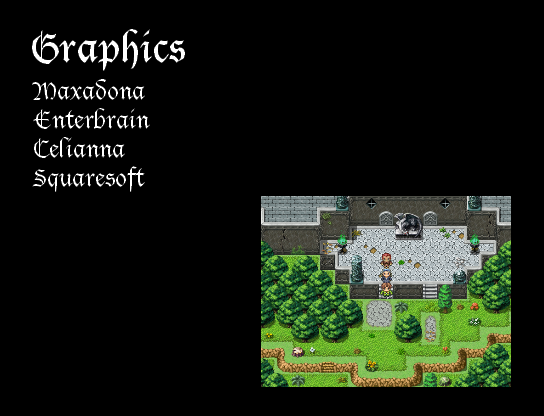 Graphics
Maxadona
Enterbrain
Celianna
Squaresoft